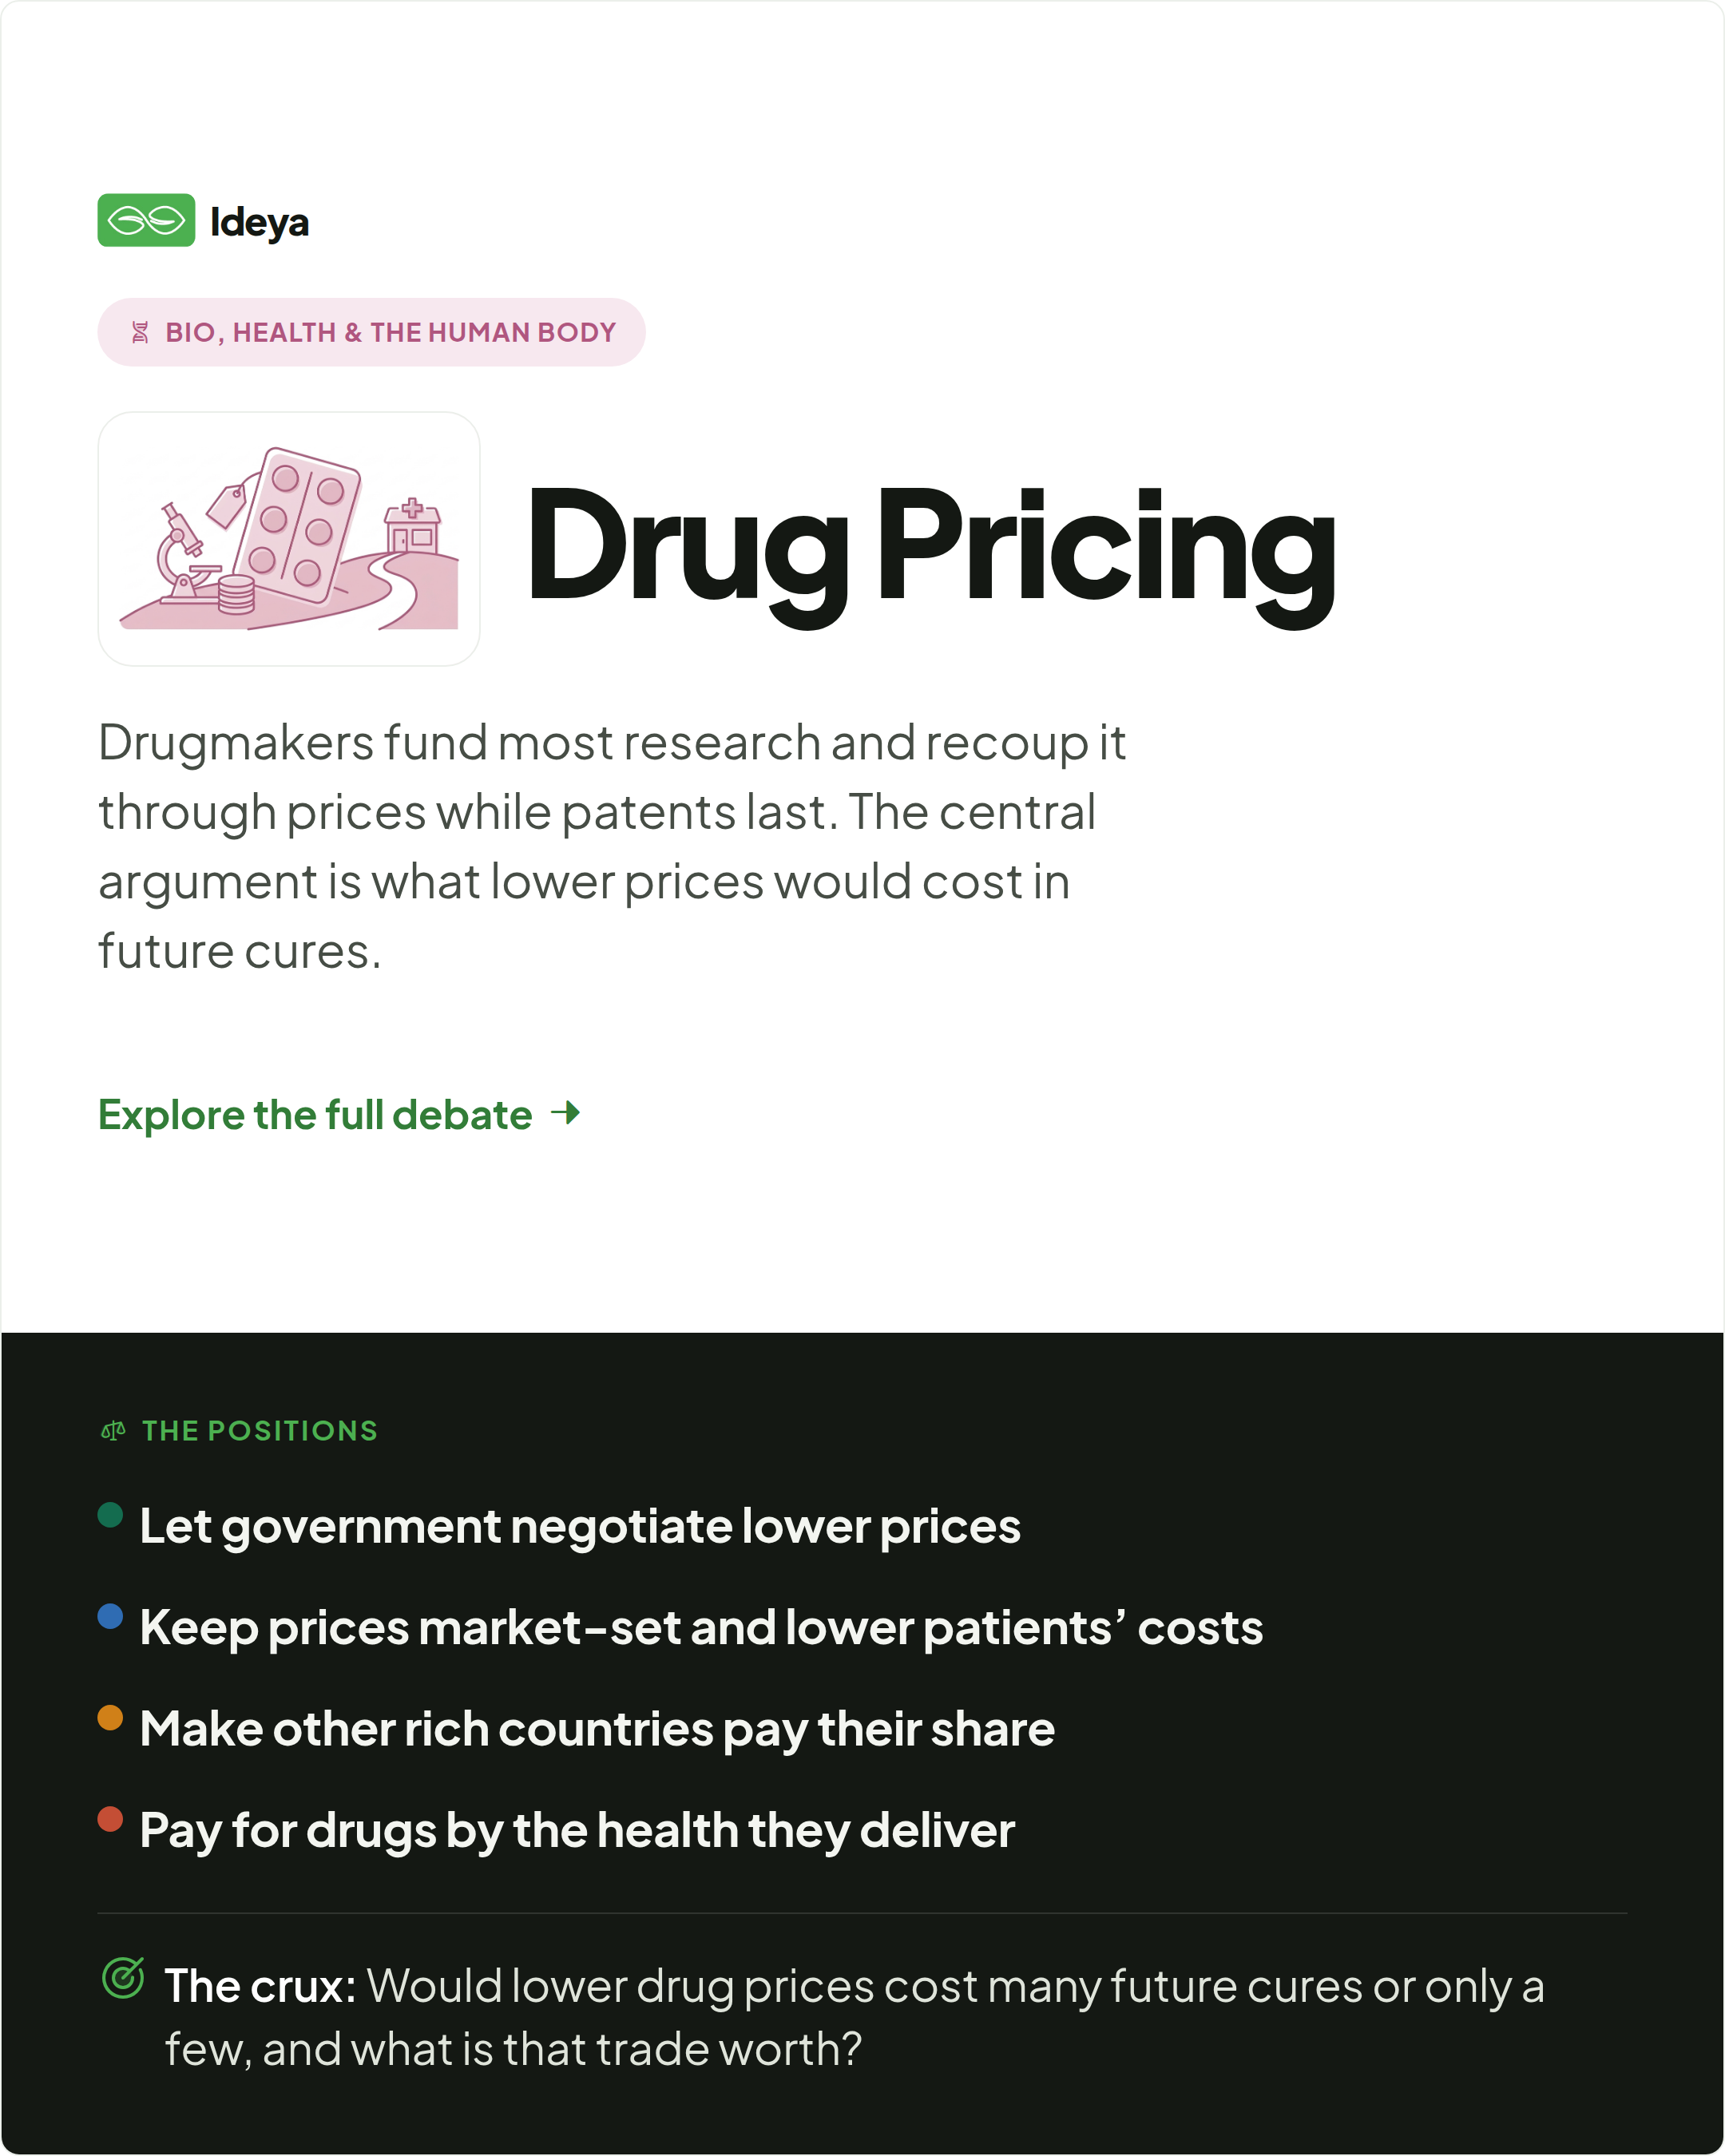 Ideya
BIO, HEALTH & THE HUMAN BODY
Drug Pricing
Drugmakers fund most research and recoup it
through prices while patents last. The central
argument is what lower prices would cost in
future cures.
Explore the full debate
THE POSITIONS
Let government negotiate lower prices
Keep prices market-set and lower patients’ costs
Make other rich countries pay their share
Pay for drugs by the health they deliver
The crux: Would lower drug prices cost many future cures or only a
few, and what is that trade worth?